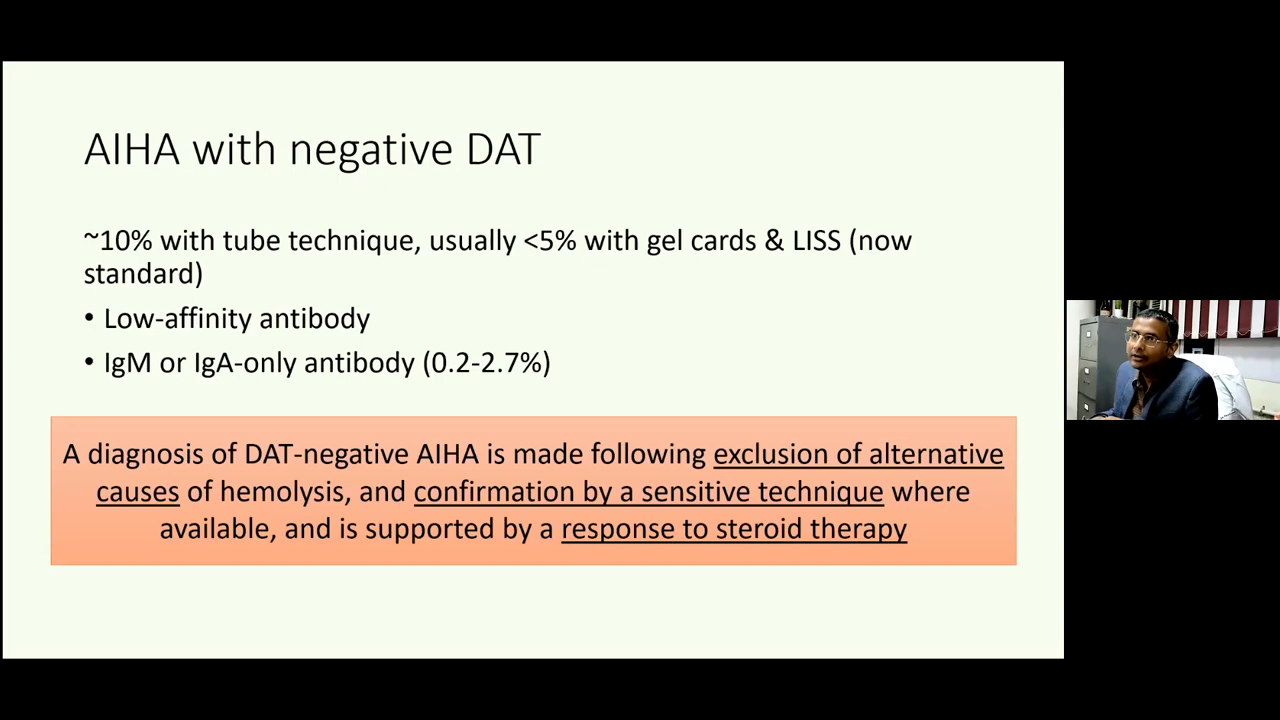 AIHA with negative DAT
~10% with tube technique, usually <5% with gel cards & LISS (now
standard)
• Low-affinity antibody
• IgM or IgA-only antibody (0.2-2.7%)
A diagnosis of DAT-negative AIHA is made following exclusion of alternative
causes of hemolysis, and confirmation by a sensitive technique where
available, and is supported by a response to steroid therapy